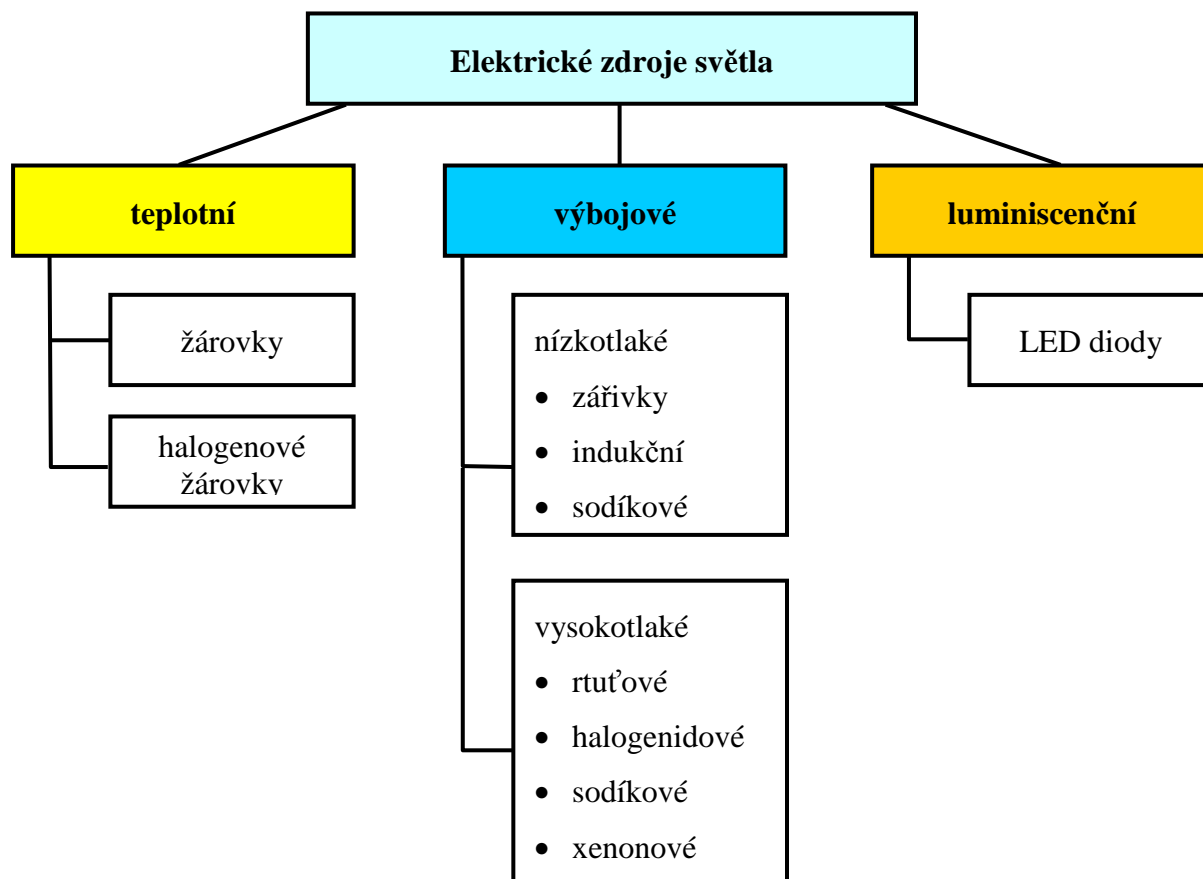 Elektrické zdroje světla
teplotní
výbojové
luminiscenční
žárovky
halogenové
žárovky
nízkotlaké
• zářivky
• indukční
• sodíkové
vysokotlaké
• rtuťové
• halogenidové
• sodíkové
• xenonové
LED diody